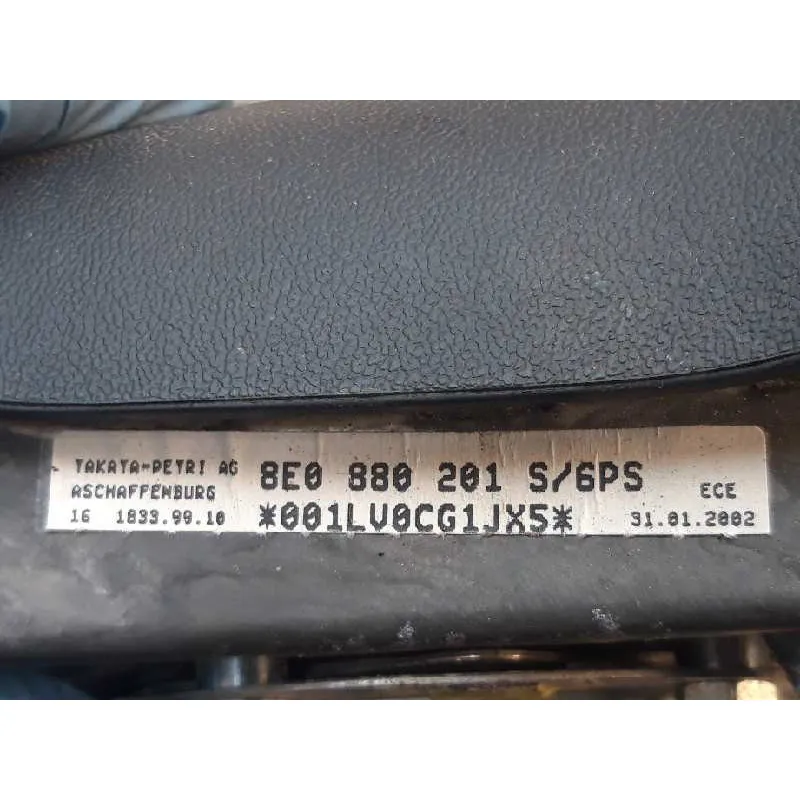 TAKATA-PETRI AG 8E0 880 201 S/6PS
ASCHAFFENBURG ECE
16 1833.99.10 *001LV0CG1JX5* 31.01.2002